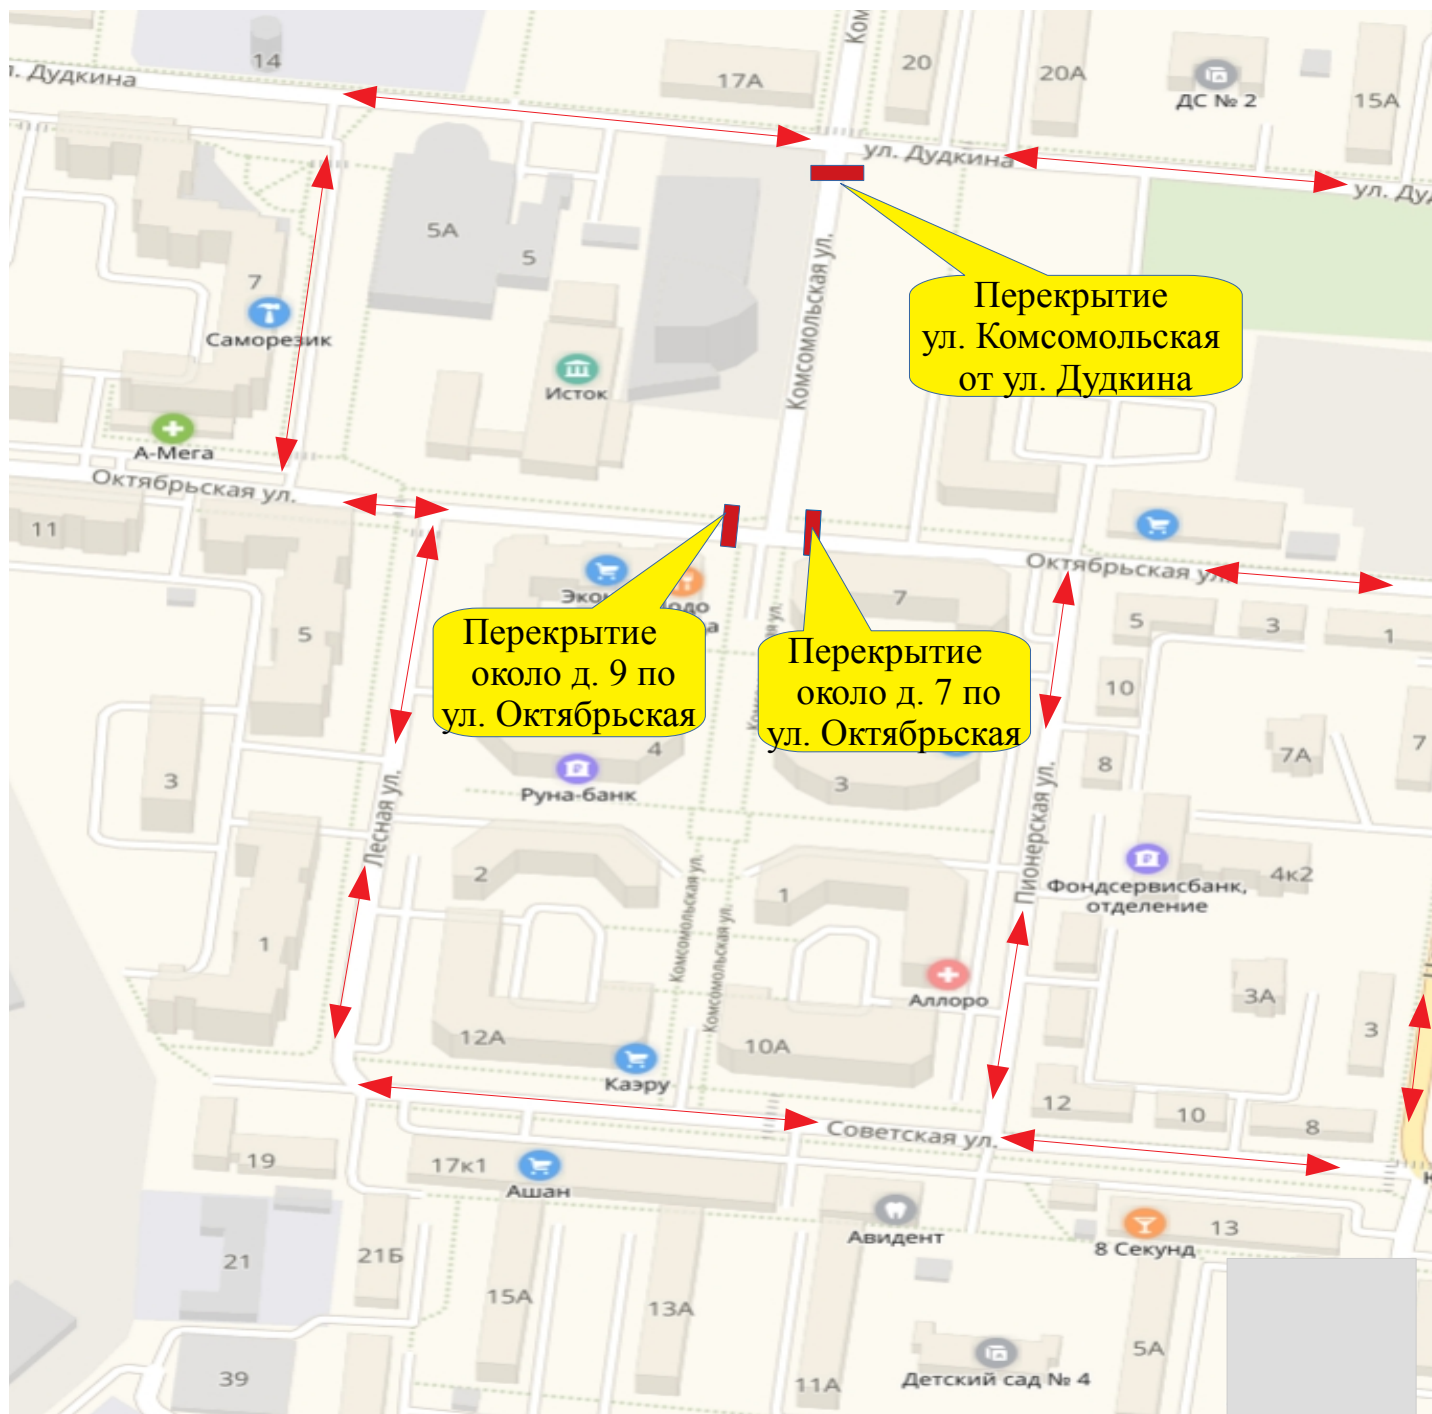 Ком
20
14
17А
20А
ДС № 2
15А
л. Дудкина
ул. Дудкина
ул. Ду
5А
5
7
Саморезик
Комсомольская ул.
Перекрытие
ул. Комсомольская
от ул. Дудкина
Исток
А-Мега
Октябрьская ул.
11
Октябрьская ул.
Эко
одо
а
7
5
3
1
5
Перекрытие
около д. 9 по
ул. Октябрьская
Перекрытие
около д. 7 по
ул. Октябрьская
10
8
7А
7
4
3
3
Руна-банк
Лесная ул.
Пионерская ул.
2
1
Фондсервисбанк,
отделение
4к2
Комсомольская ул.
Комсомольская ул.
1
Аллоро
3А
3
12А
10А
Каэру
12
10
8
Советская ул.
19
17к1
Ашан
Авидент
8 Секунд
13
21
21Б
15А
13А
5А
39
11А
Детский сад № 4